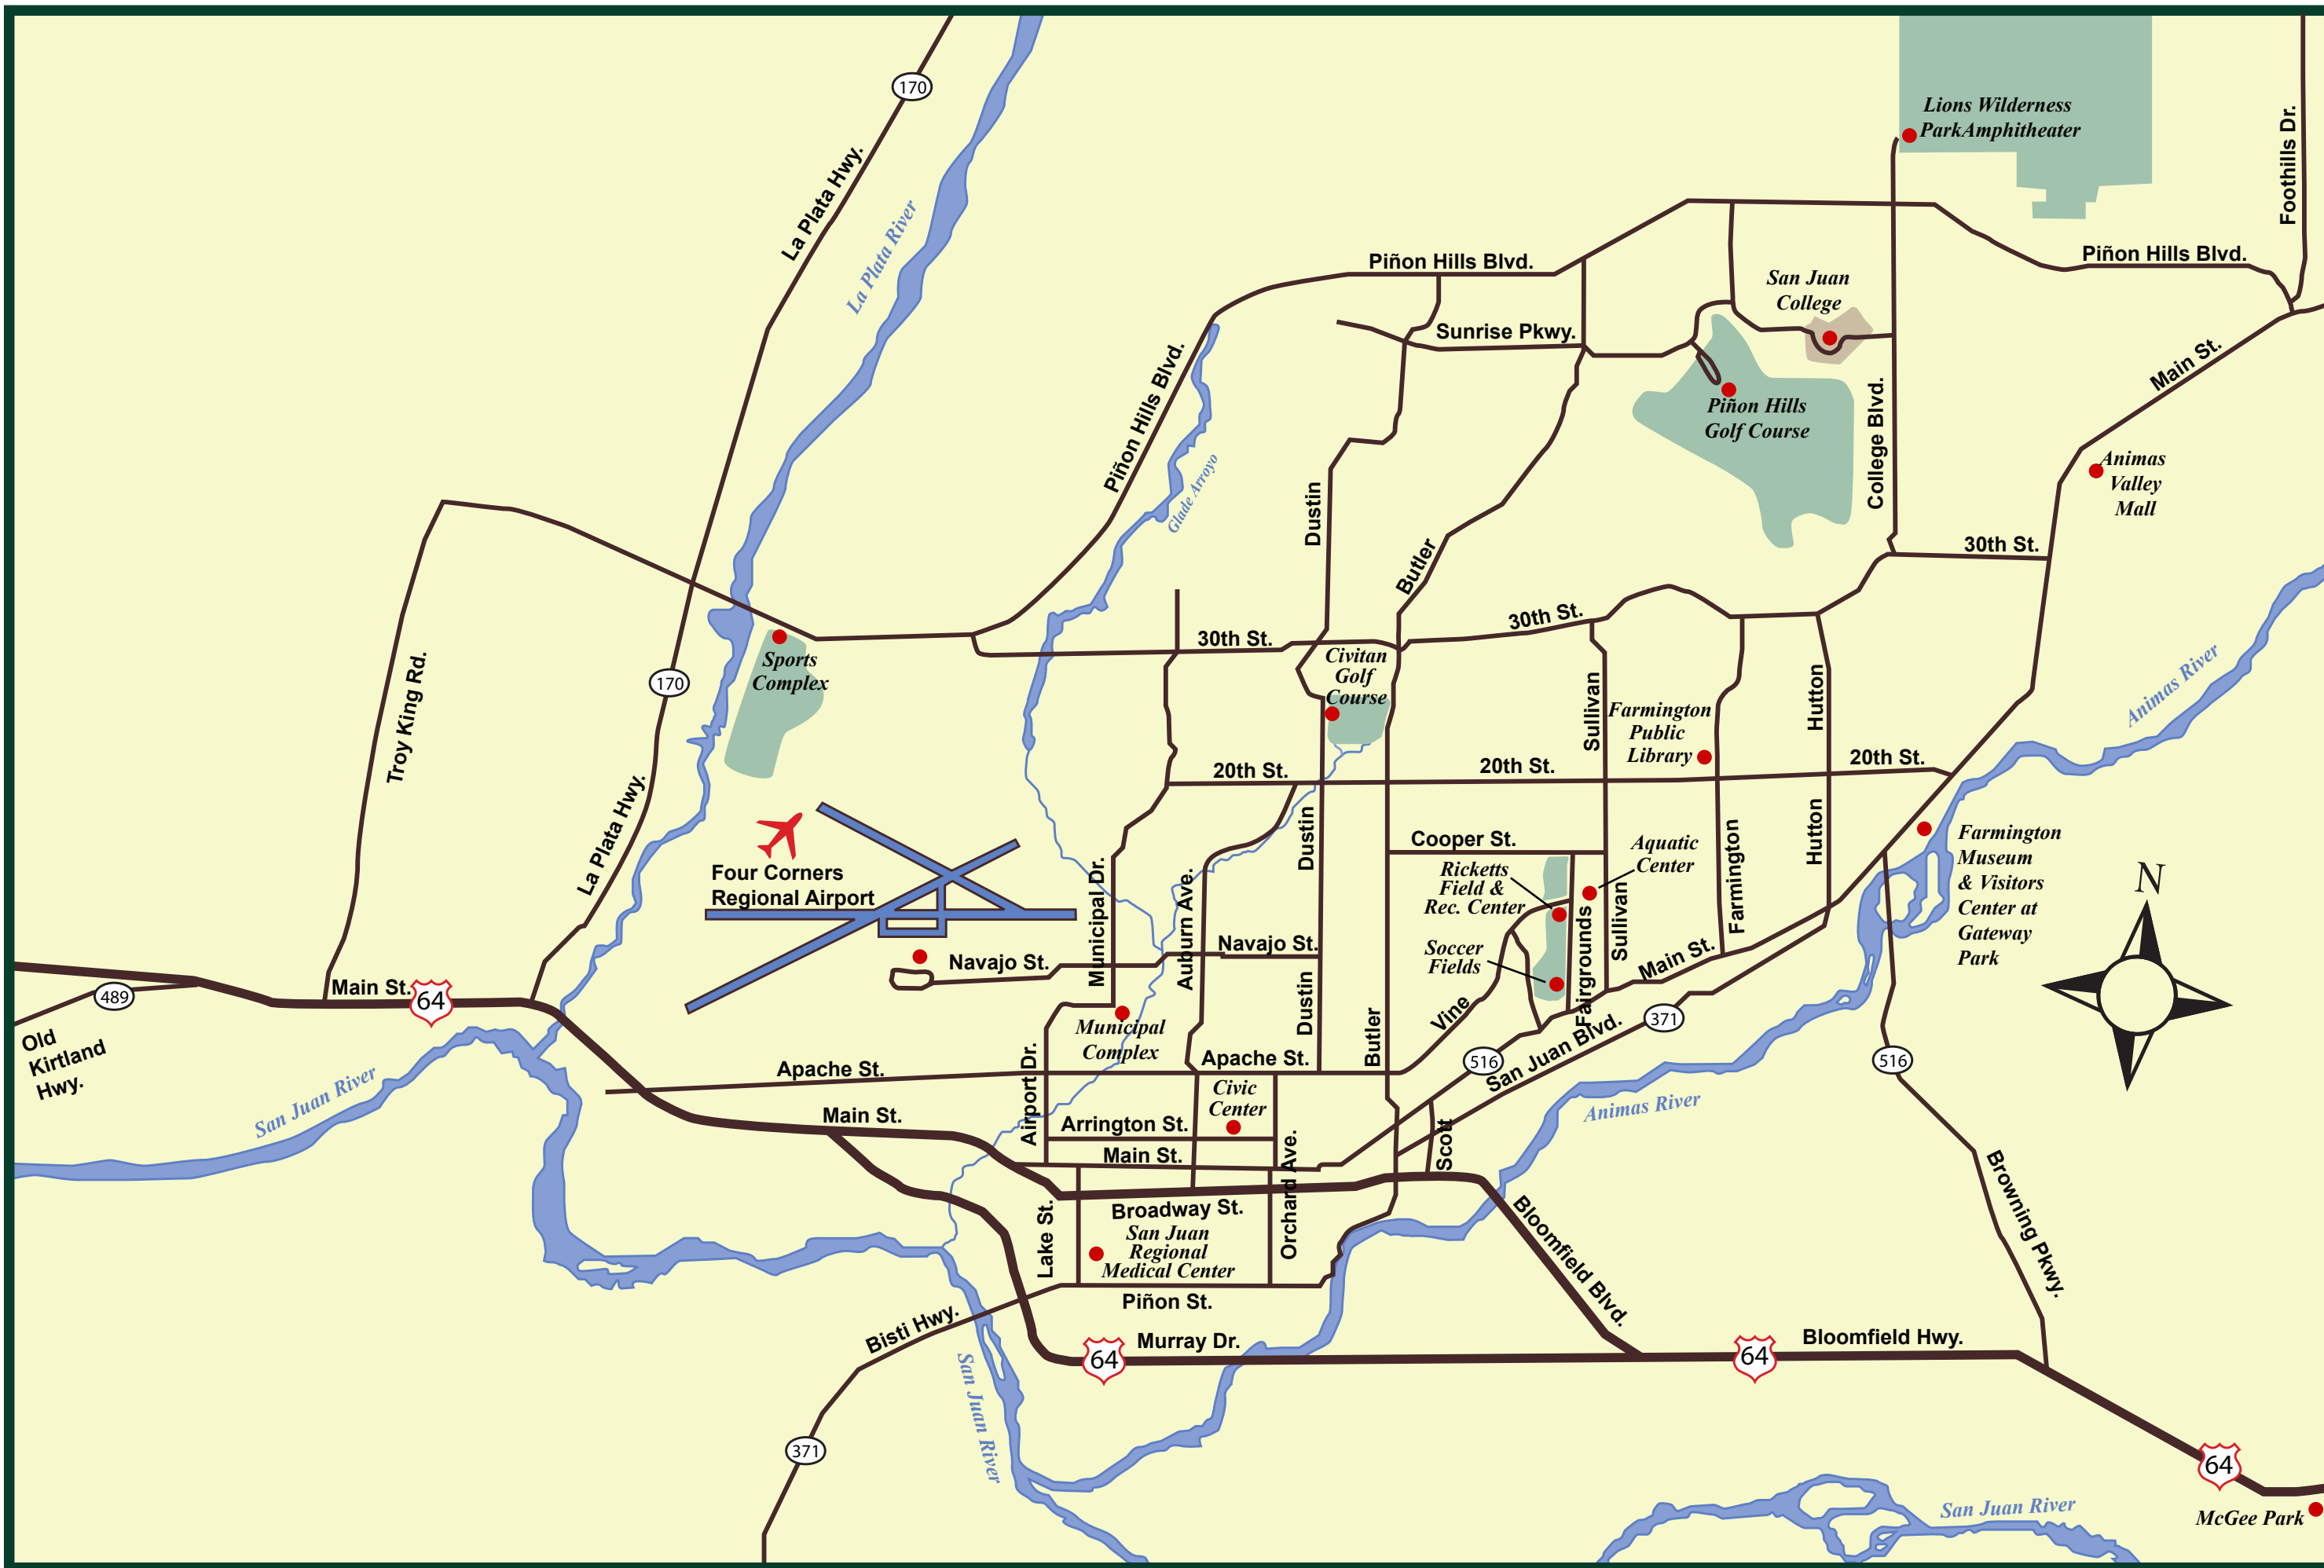 170
Lions Wilderness
ParkAmphitheater
Foothills Dr.
La Plata Hwy.
La Plata River
Piñon Hills Blvd.
Piñon Hills Blvd.
San Juan
College
Sunrise Pkwy.
Main St.
Piñon Hills Blvd.
Piñon Hills
Golf Course
College Blvd.
Animas
Valley
Mall
Glade Arroyo
Dustin
Butler
30th St.
30th St.
30th St.
Sports
Complex
Civitan
Golf
Course
170
Troy King Rd.
Sullivan
Farmington
Public
Library
Hutton
Animas River
20th St.
20th St.
20th St.
La Plata Hwy.
Four Corners
Regional Airport
Municipal Dr.
Auburn Ave.
Dustin
Cooper St.
Ricketts
Field &
Rec. Center
Aquatic
Center
Farmington
Hutton
Farmington
Museum
& Visitors
Center at
Gateway
Park
N
Navajo St.
Navajo St.
Soccer
Fields
Fairgrounds
Sullivan
Main St.
Main St.
64
489
Old
Kirtland
Hwy.
Municipal
Complex
Dustin
Butler
Vine
371
516
San Juan Blvd.
516
San Juan River
Apache St.
Apache St.
Airport Dr.
Civic
Center
Animas River
Main St.
Arrington St.
Main St.
Orchard Ave.
Scott
Browning Pkwy.
Lake St.
Broadway St.
San Juan
Regional
Medical Center
Bloomfield Blvd.
Piñon St.
Bisti Hwy.
Murray Dr.
64
64
Bloomfield Hwy.
San Juan River
371
64
San Juan River
McGee Park